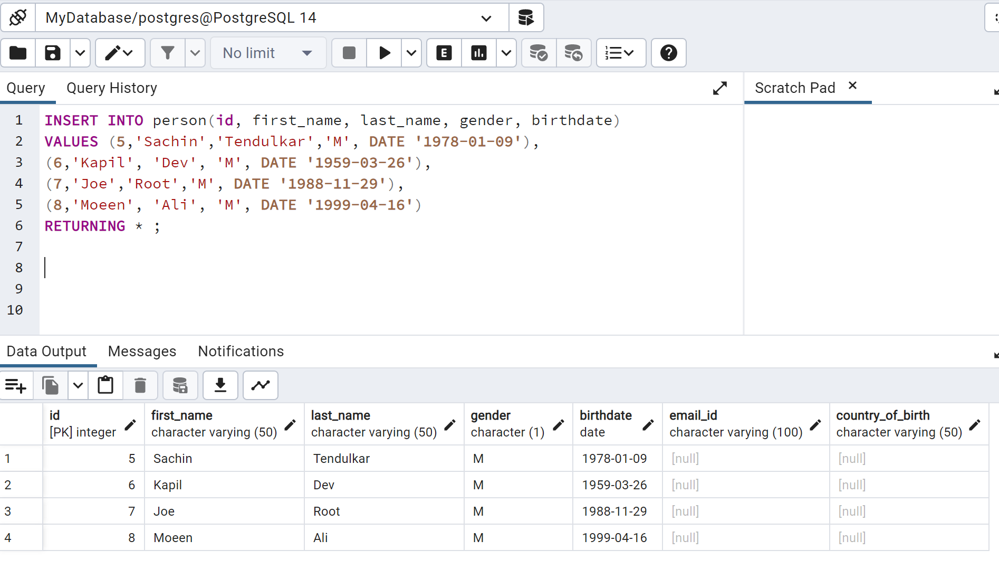 MyDatabase/postgres@PostgreSQL 14
No limit
E
Query Query History
Scratch Pad
1 INSERT INTO person(id, first_name, last_name, gender, birthdate)
2 VALUES (5,'Sachin','Tendulkar','M', DATE '1978-01-09'),
3 (6,'Kapil', 'Dev', 'M', DATE '1959-03-26'),
4 (7,'Joe','Root','M', DATE '1988-11-29'),
5 (8,'Moeen', 'Ali', 'M', DATE '1999-04-16')
6 RETURNING * ;
7
8
9
10
Data Output Messages Notifications
id first_name last_name gender birthdate email_id country_of_birth
[PK] integer character varying (50) character varying (50) character (1) date character varying (100) character varying (50)
1 5 Sachin Tendulkar M 1978-01-09 [null] [null]
2 6 Kapil Dev M 1959-03-26 [null] [null]
3 7 Joe Root M 1988-11-29 [null] [null]
4 8 Moeen Ali M 1999-04-16 [null] [null]